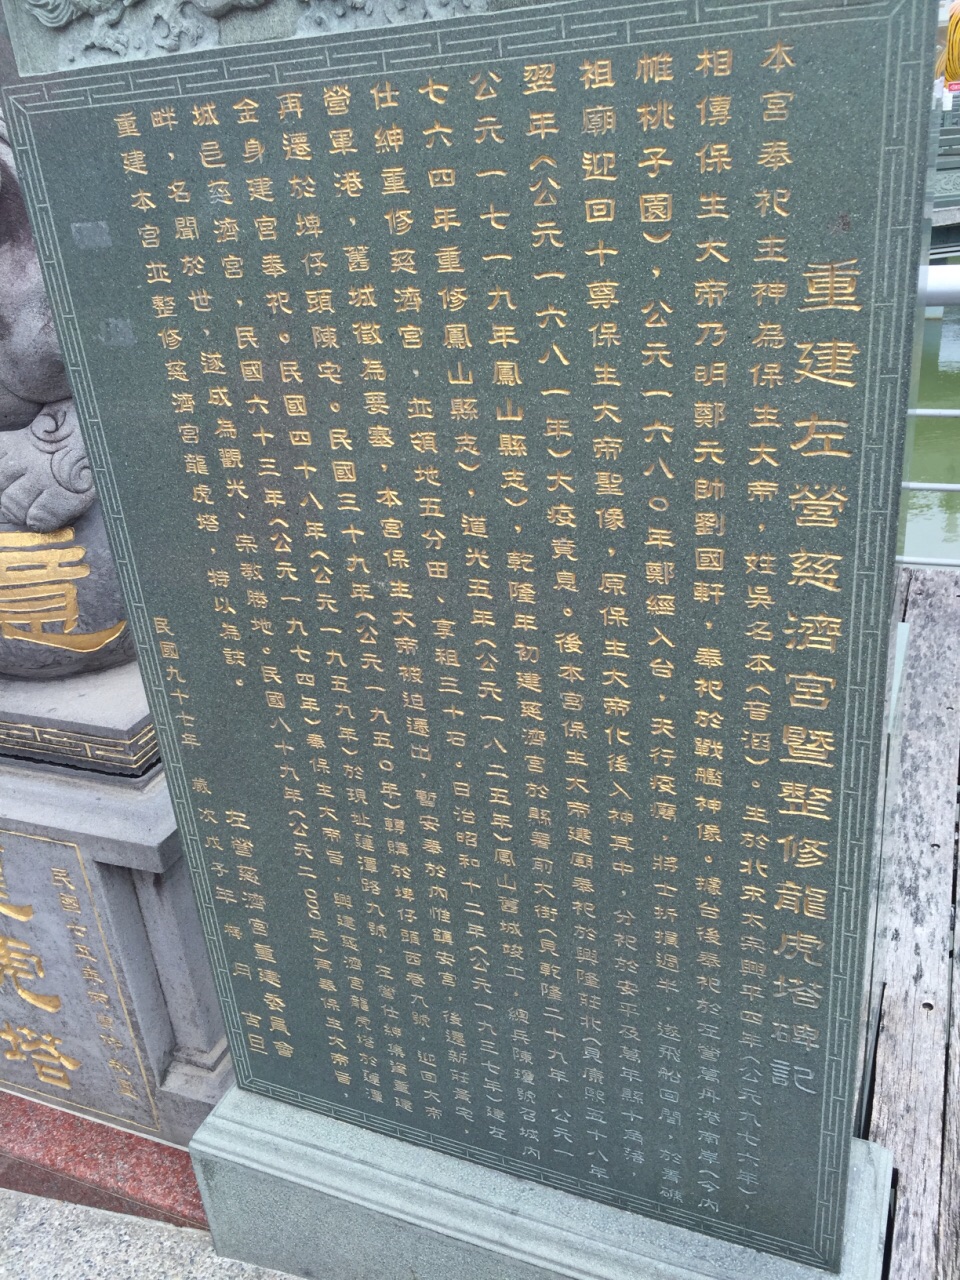 重建左營慈濟宮暨整修龍虎塔碑記
本宮奉祀主神為保生大帝，姓吳名本（音滔）。生於北宋太宗興平四年（公元九七六年），
相傳保生大帝乃明鄭元帥劉國軒，奉祀於戰艦神像。據台後奉祀於左營萬丹港南岸（今內
帷桃子園），公元一六八〇年鄭經入台，天行疫癘，將士折損過半，遂飛船回閩，於青礁
祖廟迎回十尊保生大帝聖像，原保生大帝化後入神其中，分祀於安平及萬年縣十角落，
翌年（公元一六八一年）大疫竟息。後本宮保生大帝建廟奉祀於興隆莊北（見康熙五十八年
公元一七一九年鳳山縣志），乾隆年初建慈濟宮於縣署前大街（見乾隆二十九年、公元一
七六四年重修鳳山縣志），道光五年（公元一八二五年）鳳山舊城竣工，總兵陳瓊號召城內
仕紳重修慈濟宮，並領地五分田、享租三十石。日治昭和十二年（公元一九三七年）建左
營軍港，舊城徵為要塞，本宮保生大帝被迫遷出，暫安奉於內惟鎮安宮，後遷新莊宅，
再遷於埤仔頭陳宅。民國三十九年（公元一九五〇年）轉購於埤仔頭西巷九號，迎回大帝
金身建宮奉祀。民國四十八年（公元一九五九年）於現址蓮潭路九號，左營仕紳樂捐重建
城邑慈濟宮，民國六十三年（公元一九七四年）奉保生大帝旨，興建慈濟宮龍虎塔於蓮潭
畔，名聞於世，遂成為觀光、宗教勝地。民國八十九年（公元二〇〇〇年）再奉保生大帝旨，
重建本宮並整修慈濟宮龍虎塔，特以為誌。
左營慈濟宮重建委員會
民國九十七年 歲次戊子年 月 吉日
虎塔
民國